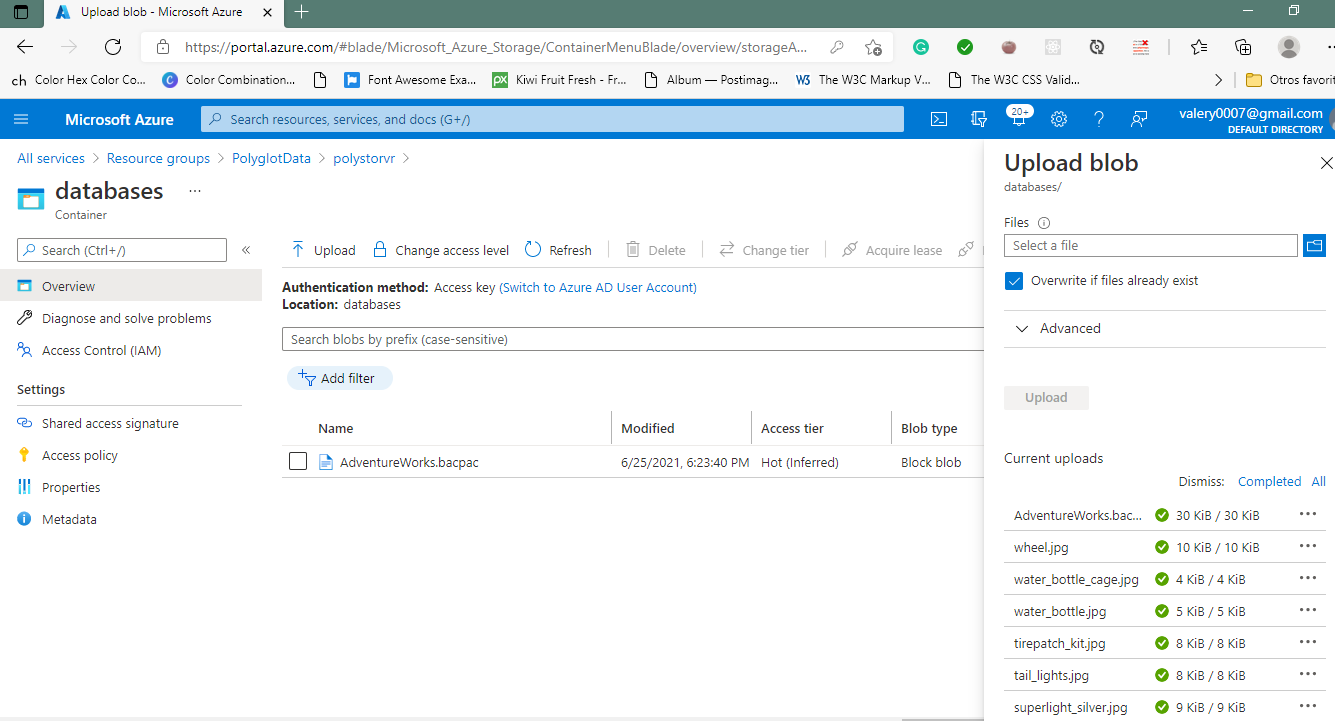 Upload blob - Microsoft Azure
https://portal.azure.com/#blade/Microsoft_Azure_Storage/ContainerMenuBlade/overview/storageA...
ch Color Hex Color Co... C Color Combination... Font Awesome Exa... px Kiwi Fruit Fresh - Fr... Album — Postimag... W3 The W3C Markup V... The W3C CSS Valid... Otros favorit
Microsoft Azure
Search resources, services, and docs (G+/)
20+
valery0007@gmail.com
DEFAULT DIRECTORY
All services > Resource groups > PolyglotData > polystorvr >
databases ...
Container
Search (Ctrl+/) «
Overview
Diagnose and solve problems
Access Control (IAM)
Settings
Shared access signature
Access policy
Properties
Metadata
Upload Change access level Refresh Delete Change tier Acquire lease
Authentication method: Access key (Switch to Azure AD User Account)
Location: databases
Search blobs by prefix (case-sensitive)
Add filter
Name Modified Access tier Blob type
AdventureWorks.bacpac 6/25/2021, 6:23:40 PM Hot (Inferred) Block blob
Upload blob
databases/
Files
Select a file
Overwrite if files already exist
Advanced
Upload
Current uploads
Dismiss: Completed All
AdventureWorks.bac... 30 KiB / 30 KiB ...
wheel.jpg 10 KiB / 10 KiB ...
water_bottle_cage.jpg 4 KiB / 4 KiB ...
water_bottle.jpg 5 KiB / 5 KiB ...
tirepatch_kit.jpg 8 KiB / 8 KiB ...
tail_lights.jpg 8 KiB / 8 KiB ...
superlight_silver.jpg 9 KiB / 9 KiB ...